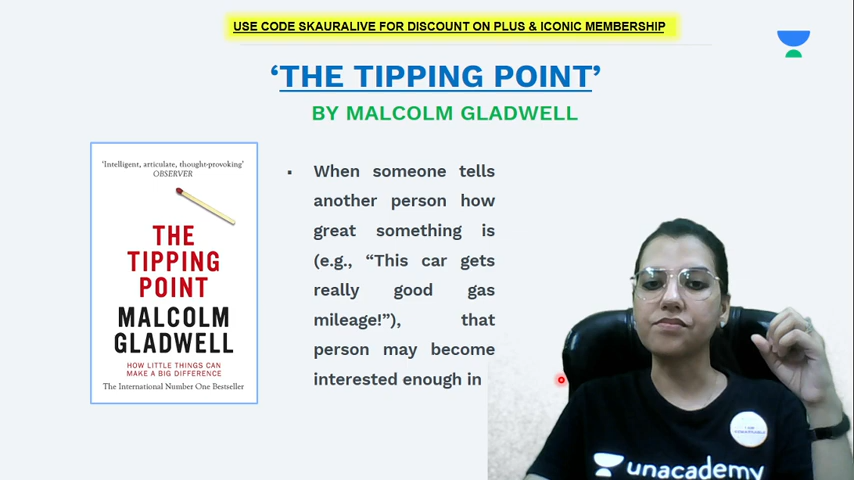 USE CODE SKAURALIVE FOR DISCOUNT ON PLUS & ICONIC MEMBERSHIP
‘THE TIPPING POINT’
BY MALCOLM GLADWELL
'Intelligent, articulate, thought-provoking'
OBSERVER
THE
TIPPING
POINT
MALCOLM
GLADWELL
HOW LITTLE THINGS CAN
MAKE A BIG DIFFERENCE
The International Number One Bestseller
▪ When someone tells
another person how
great something is
(e.g., “This car gets
really good gas
mileage!”), that
person may become
interested enough in
I AM
unacademy